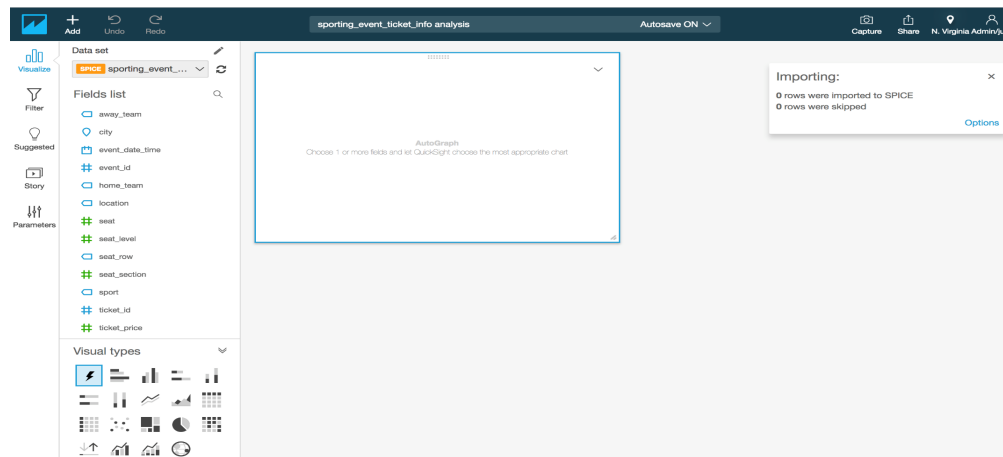 Add
Undo
Redo
sporting_event_ticket_info analysis
Autosave ON
Capture
Share
N. Virginia
Admin/ju
Visualize
Filter
Suggested
Story
Parameters
Data set
SPICE sporting_event_...
Fields list
away_team
city
event_date_time
event_id
home_team
location
seat
seat_level
seat_row
seat_section
sport
ticket_id
ticket_price
Visual types
AutoGraph
Choose 1 or more fields and let QuickSight choose the most appropriate chart
Importing:
0 rows were imported to SPICE
0 rows were skipped
Options